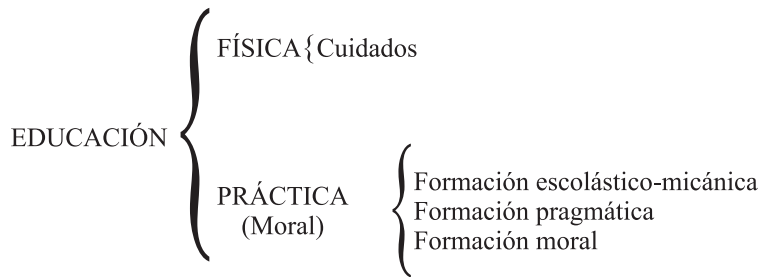 FÍSICA{Cuidados
EDUCACIÓN
PRÁCTICA
(Moral)
Formación escolástico-micánica
Formación pragmática
Formación moral